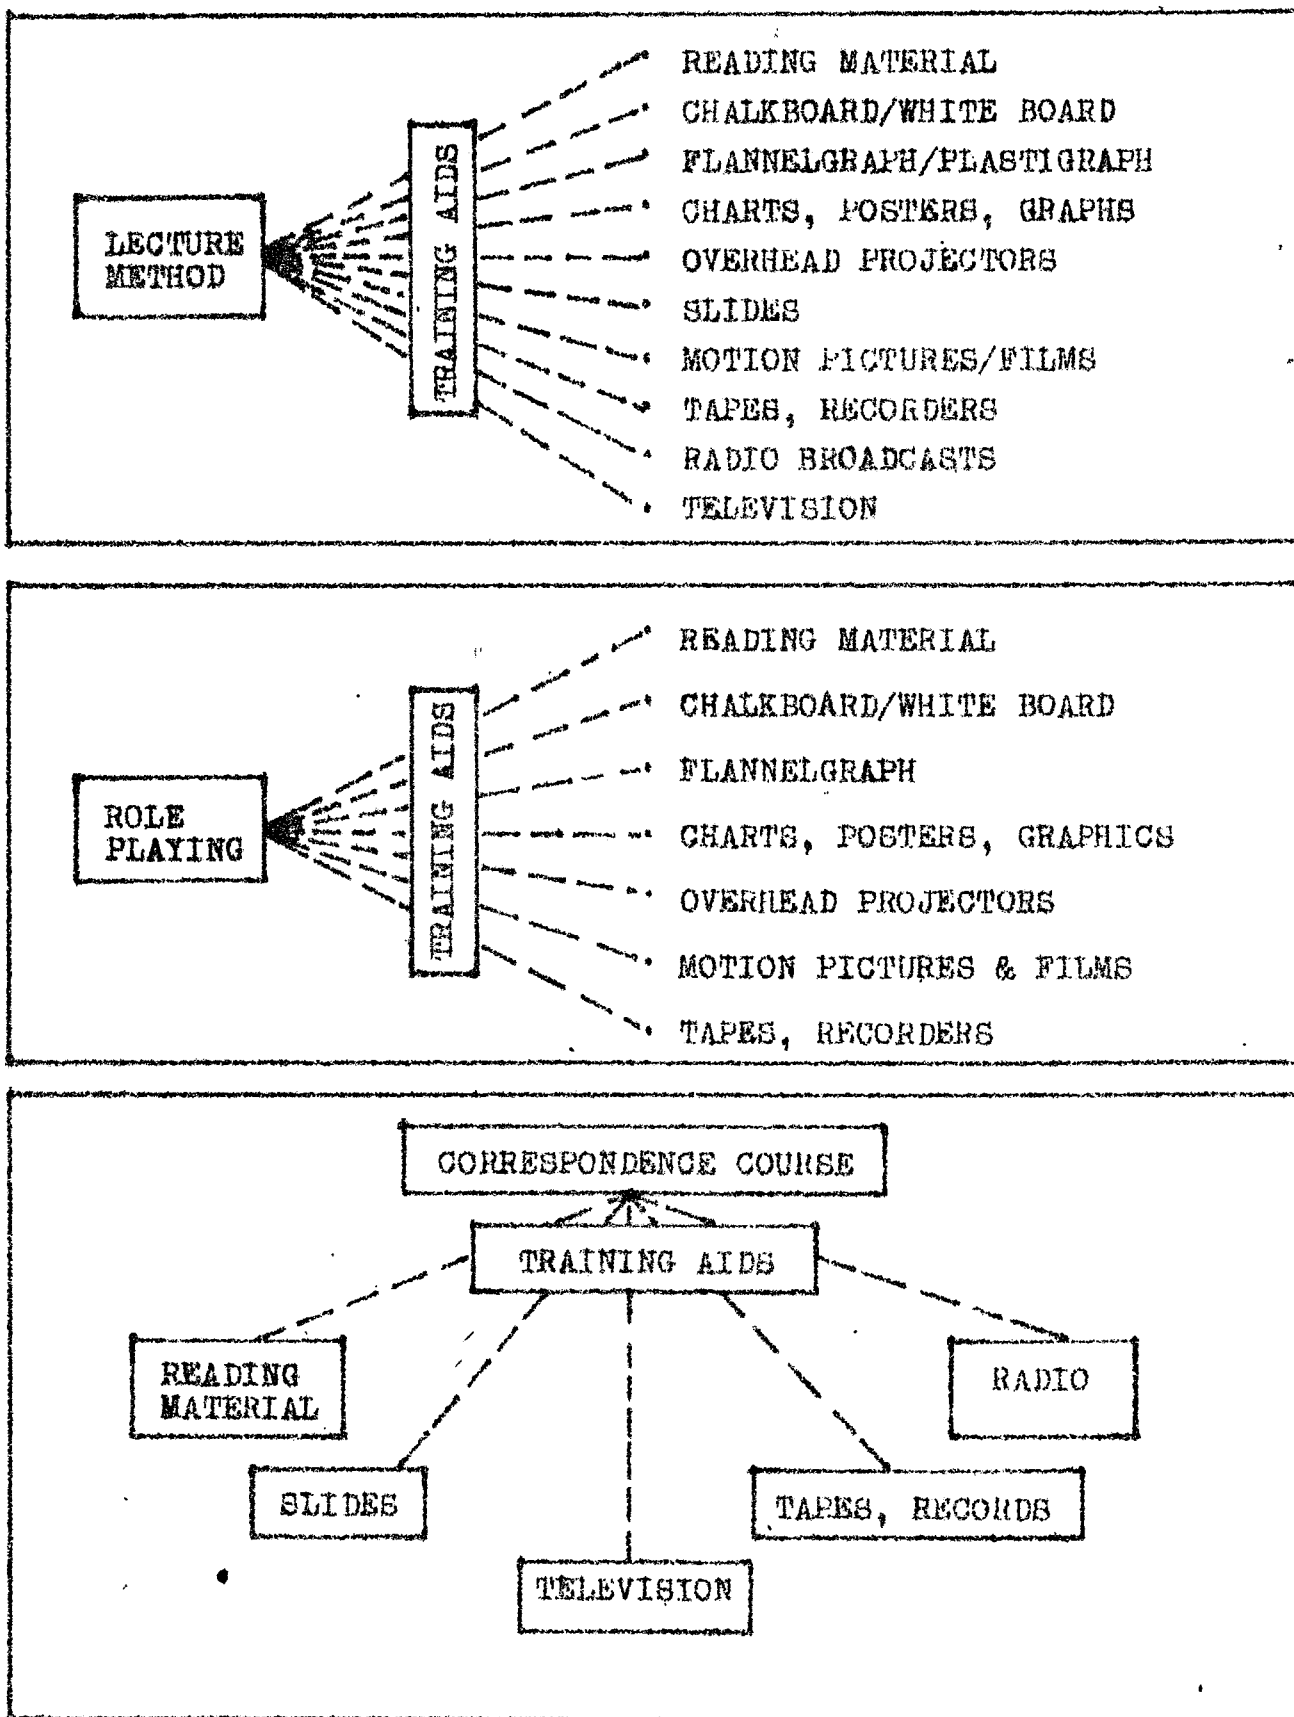 LECTURE
METHOD
TRAINING AIDS
READING MATERIAL
CHALKBOARD/WHITE BOARD
FLANNELGRAPH/PLASTIGRAPH
CHARTS, POSTERS, GRAPHS
OVERHEAD PROJECTORS
SLIDES
MOTION PICTURES/FILMS
TAPES, RECORDERS
RADIO BROADCASTS
TELEVISION
ROLE
PLAYING
TRAINING AIDS
READING MATERIAL
CHALKBOARD/WHITE BOARD
FLANNELGRAPH
CHARTS, POSTERS, GRAPHICS
OVERHEAD PROJECTORS
MOTION PICTURES & FILMS
TAPES, RECORDERS
CORRESPONDENCE COURSE
TRAINING AIDS
READING
MATERIAL
RADIO
SLIDES
TAPES, RECORDS
TELEVISION